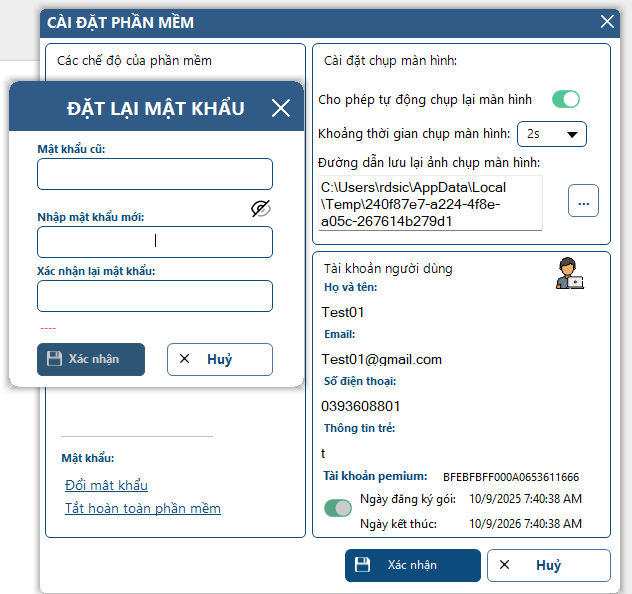 CÀI ĐẶT PHẦN MỀM
Các chế độ của phần mềm
ĐẶT LẠI MẬT KHẨU
Mật khẩu cũ:
Nhập mật khẩu mới:
Xác nhận lại mật khẩu:
----
Xác nhận
Huỷ
Mật khẩu:
Đổi mật khẩu
Tắt hoàn toàn phần mềm
Cài đặt chụp màn hình:
Cho phép tự động chụp lại màn hình
Khoảng thời gian chụp màn hình:
2s
Đường dẫn lưu lại ảnh chụp màn hình:
C:\Users\rdsic\AppData\Local
\Temp\240f87e7-a224-4f8e-
a05c-267614b279d1
...
Tài khoản người dùng
Họ và tên:
Test01
Email:
Test01@gmail.com
Số điện thoại:
0393608801
Thông tin trẻ:
t
Tài khoản pemium:
BFEBFBFF000A0653611666
Ngày đăng ký gói:
10/9/2025 7:40:38 AM
Ngày kết thúc:
10/9/2026 7:40:38 AM
Xác nhận
Huỷ